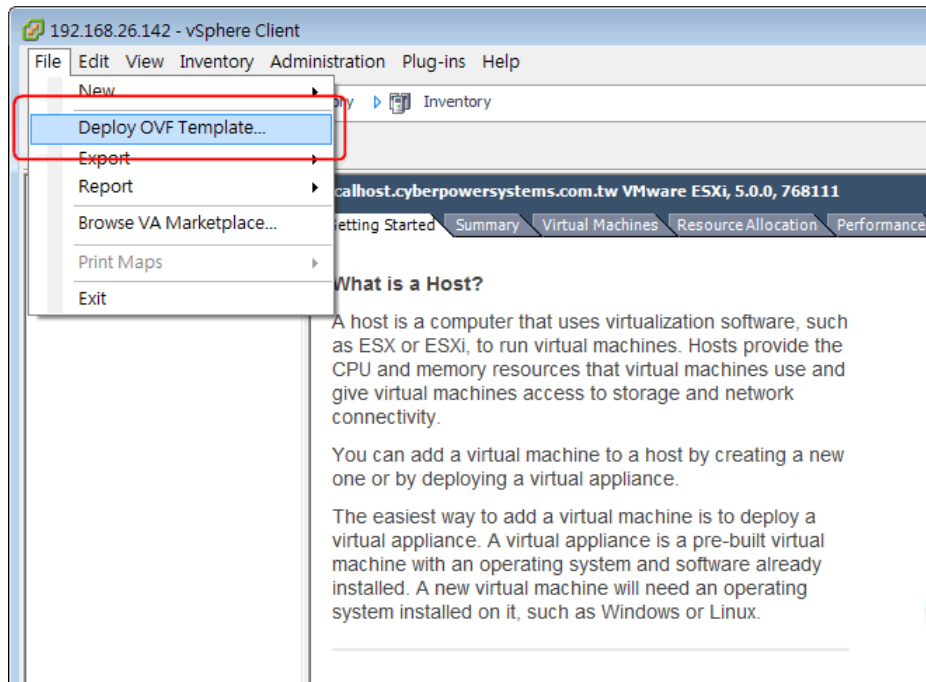 192.168.26.142 - vSphere Client
File Edit View Inventory Administration Plug-ins Help
New
Inventory
Deploy OVF Template...
Export
Report
calhost.cyberpowersystems.com.tw VMware ESXi, 5.0.0, 768111
Browse VA Marketplace...
etting Started Summary Virtual Machines Resource Allocation Performance
Print Maps
Exit
What is a Host?
A host is a computer that uses virtualization software, such
as ESX or ESXi, to run virtual machines. Hosts provide the
CPU and memory resources that virtual machines use and
give virtual machines access to storage and network
connectivity.
You can add a virtual machine to a host by creating a new
one or by deploying a virtual appliance.
The easiest way to add a virtual machine is to deploy a
virtual appliance. A virtual appliance is a pre-built virtual
machine with an operating system and software already
installed. A new virtual machine will need an operating
system installed on it, such as Windows or Linux.